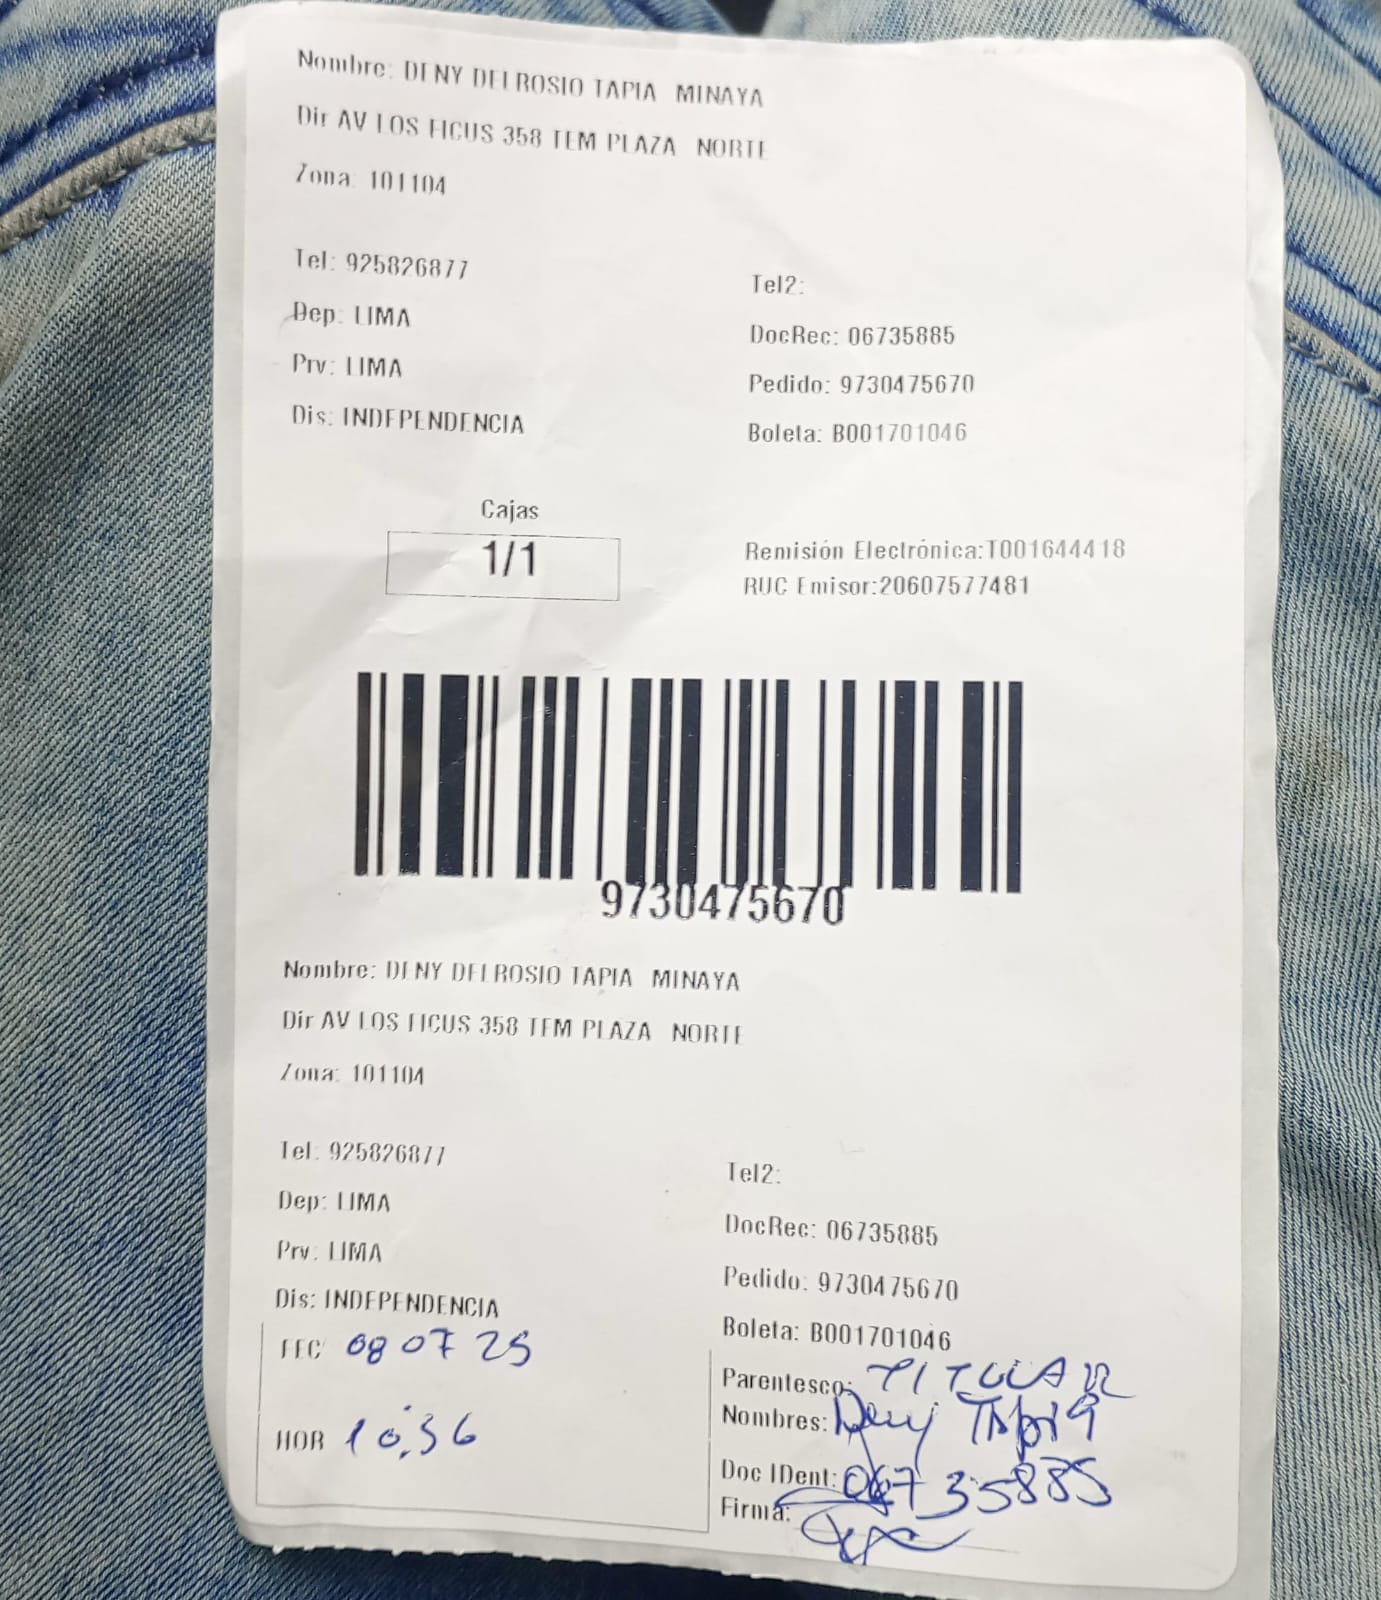 Nombre: DENY DELROSIO TAPIA MINAYA
Dir AV LOS FICUS 358 TEM PLAZA NORTE
Zona: 101104
Tel: 925826877
Tel2:
Dep: LIMA
DocRec: 06735885
Prv: LIMA
Pedido: 9730475670
Dis: INDEPENDENCIA
Boleta: B001701046
Cajas
1/1
Remisión Electrónica:T001644418
RUC Emisor:20607577481
9730475670
Nombre: DENY DELROSIO TAPIA MINAYA
Dir AV LOS FICUS 358 TEM PLAZA NORTE
Zona: 101104
Tel: 925826877
Tel2:
Dep: LIMA
DocRec: 06735885
Prv: LIMA
Pedido: 9730475670
Dis: INDEPENDENCIA
Boleta: B001701046
FEC 08 07 25
Parentesco: TITULAR
Nombres: Deny TApiA
HOR 10:36
Doc IDent: 06735885
Firma: